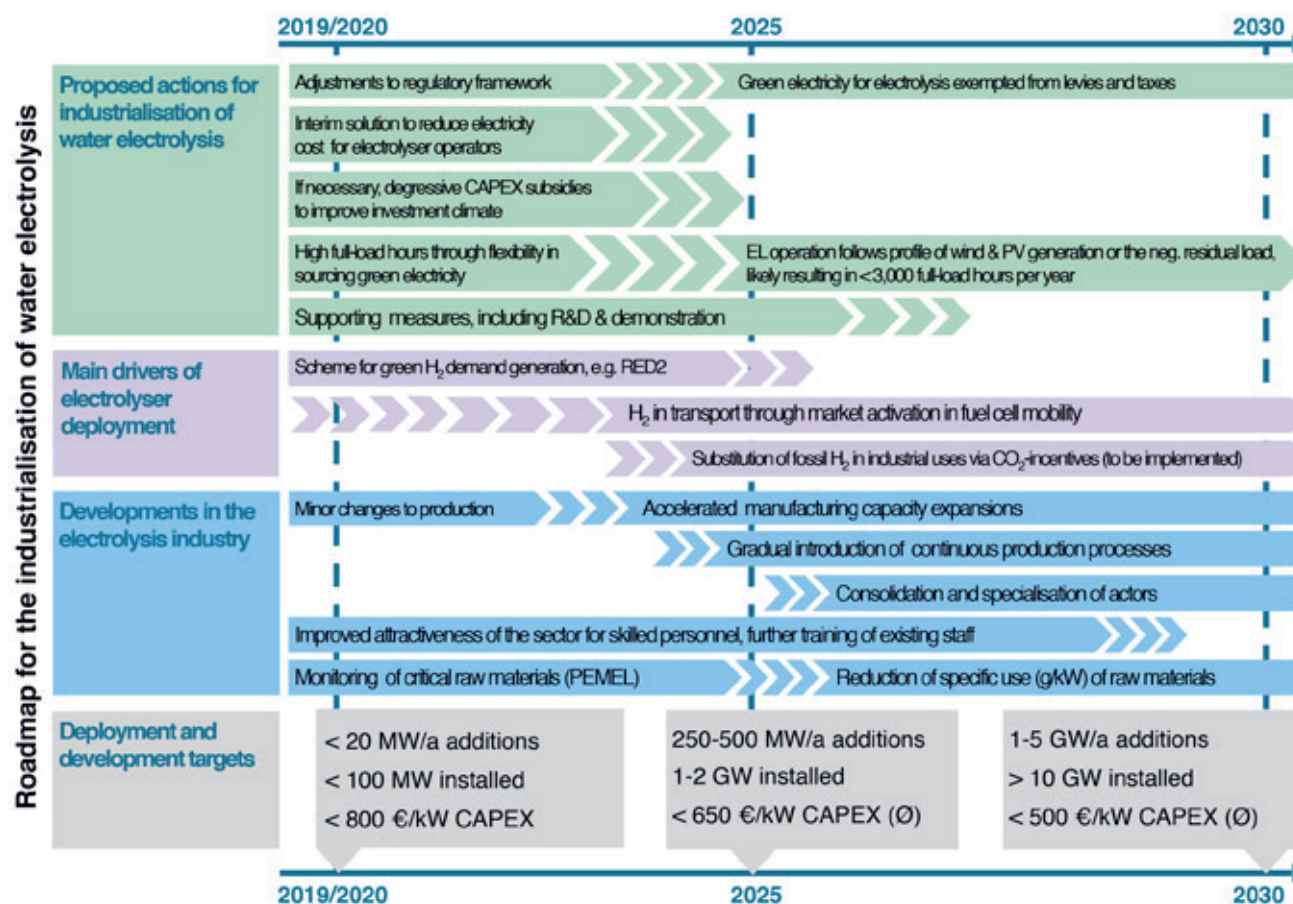 2019/2020 2025 2030
Roadmap for the industrialisation of water electrolysis
Proposed actions for
industrialisation of
water electrolysis
Adjustments to regulatory framework
Green electricity for electrolysis exempted from levies and taxes
Interim solution to reduce electricity
cost for electrolyser operators
If necessary, degressive CAPEX subsidies
to improve investment climate
High full-load hours through flexibility in
sourcing green electricity
EL operation follows profile of wind & PV generation or the neg. residual load,
likely resulting in <3,000 full-load hours per year
Supporting measures, including R&D & demonstration
Main drivers of
electrolyser
deployment
Scheme for green H₂ demand generation, e.g. RED2
H₂ in transport through market activation in fuel cell mobility
Substitution of fossil H₂ in industrial uses via CO₂-incentives (to be implemented)
Developments in the
electrolysis industry
Minor changes to production
Accelerated manufacturing capacity expansions
Gradual introduction of continuous production processes
Consolidation and specialisation of actors
Improved attractiveness of the sector for skilled personnel, further training of existing staff
Monitoring of critical raw materials (PEMEL)
Reduction of specific use (g/kW) of raw materials
Deployment and
development targets
< 20 MW/a additions
< 100 MW installed
< 800 €/kW CAPEX
250-500 MW/a additions
1-2 GW installed
< 650 €/kW CAPEX (Ø)
1-5 GW/a additions
> 10 GW installed
< 500 €/kW CAPEX (Ø)
2019/2020 2025 2030